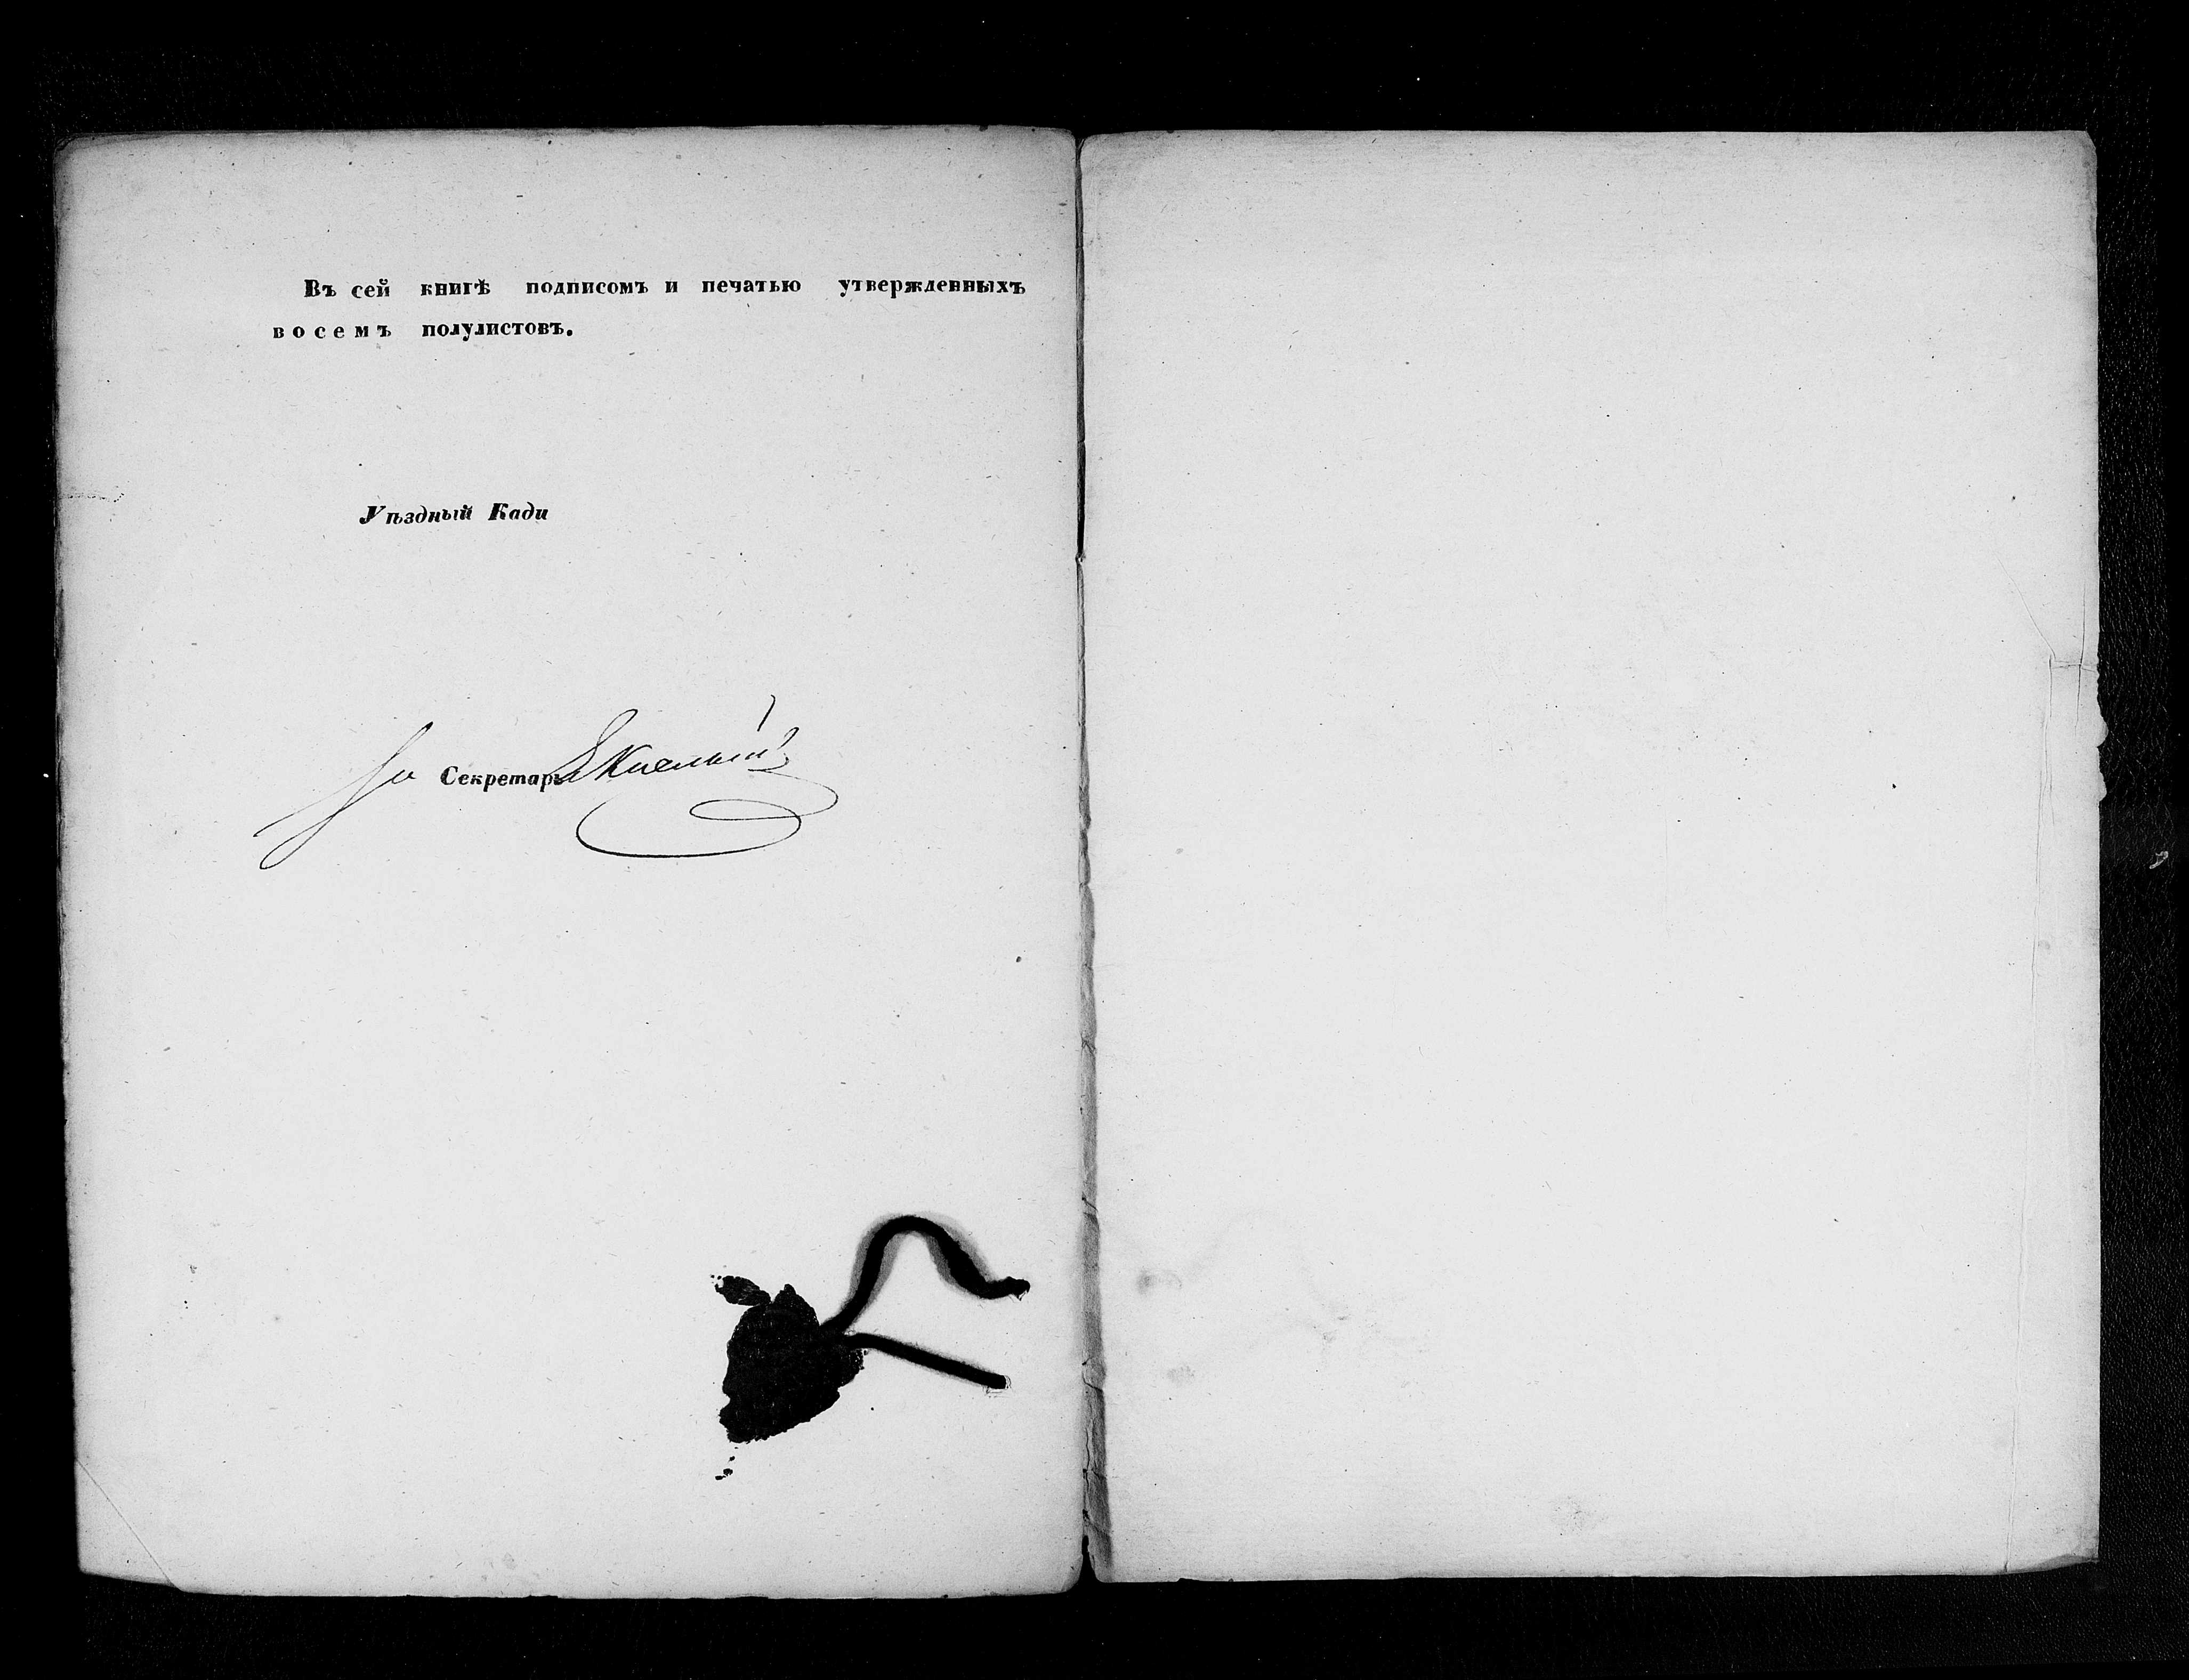 Въ сей книгѣ подписомъ и печатью утвержденныхъ
восемъ полулистовъ.
Уѣздный Кади
Секретарь